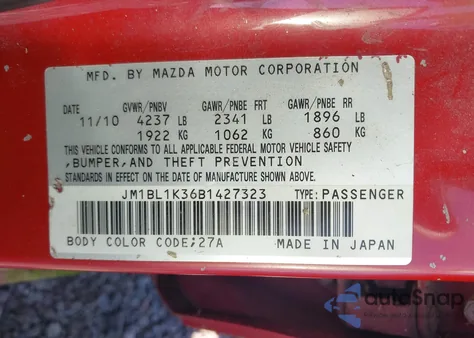 MFD. BY MAZDA MOTOR CORPORATION
DATE GVWR/PNBV GAWR/PNBE FRT GAWR/PNBE RR
11/10 4237 LB 2341 LB 1896 LB
1922 KG 1062 KG 860 KG
THIS VEHICLE CONFORMS TO ALL APPLICABLE FEDERAL MOTOR VEHICLE SAFETY
,BUMPER,AND THEFT PREVENTION
STANDARDS IN EFFECT ON THE DATE OF MANUFACTURE SHOWN ABOVE.
JM1BL1K36B1427323 TYPE:PASSENGER
BODY COLOR CODE;27A MADE IN JAPAN
autoSnap